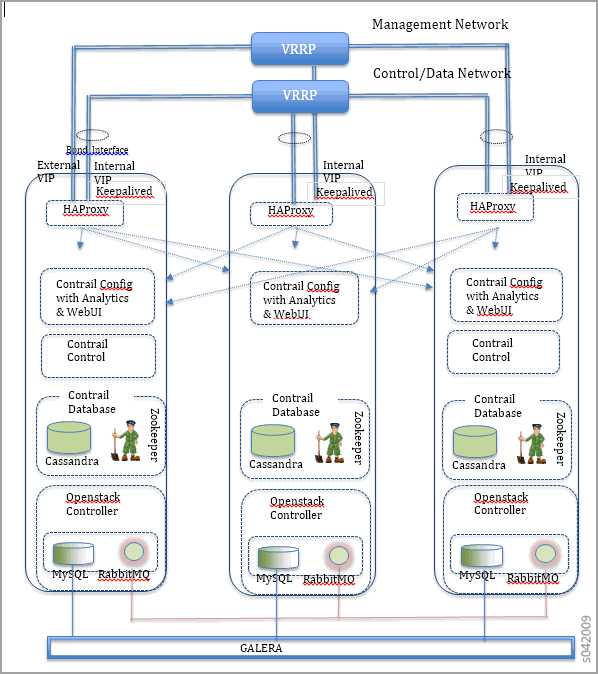 Management Network
VRRP
Control/Data Network
VRRP
Bond Interface
External
VIP
Internal
VIP
Keepalived
HAProxy
Internal
VIP
Keepalived
HAProxy
Internal
VIP
Keepalived
HAProxy
Contrail Config
with Analytics
& WebUI
Contrail Config
with Analytics
& WebUI
Contrail Config
with Analytics
& WebUI
Contrail
Control
Contrail
Control
Contrail
Database
Zookeeper
Cassandra
Contrail
Database
Zookeeper
Cassandra
Contrail
Database
Zookeeper
Cassandra
Openstack
Controller
MySQL
RabbitMQ
Openstack
Controller
MySQL
RabbitMQ
Openstack
Controller
MySQL
RabbitMQ
GALERA
s042009